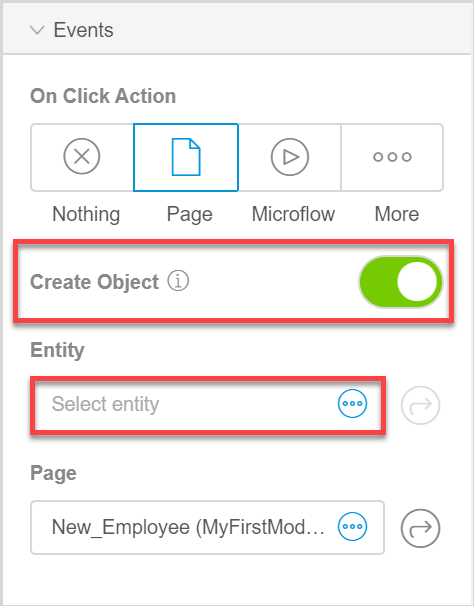 Events
On Click Action
Nothing Page Microflow More
Create Object
Entity
Select entity
Page
New_Employee (MyFirstMod...